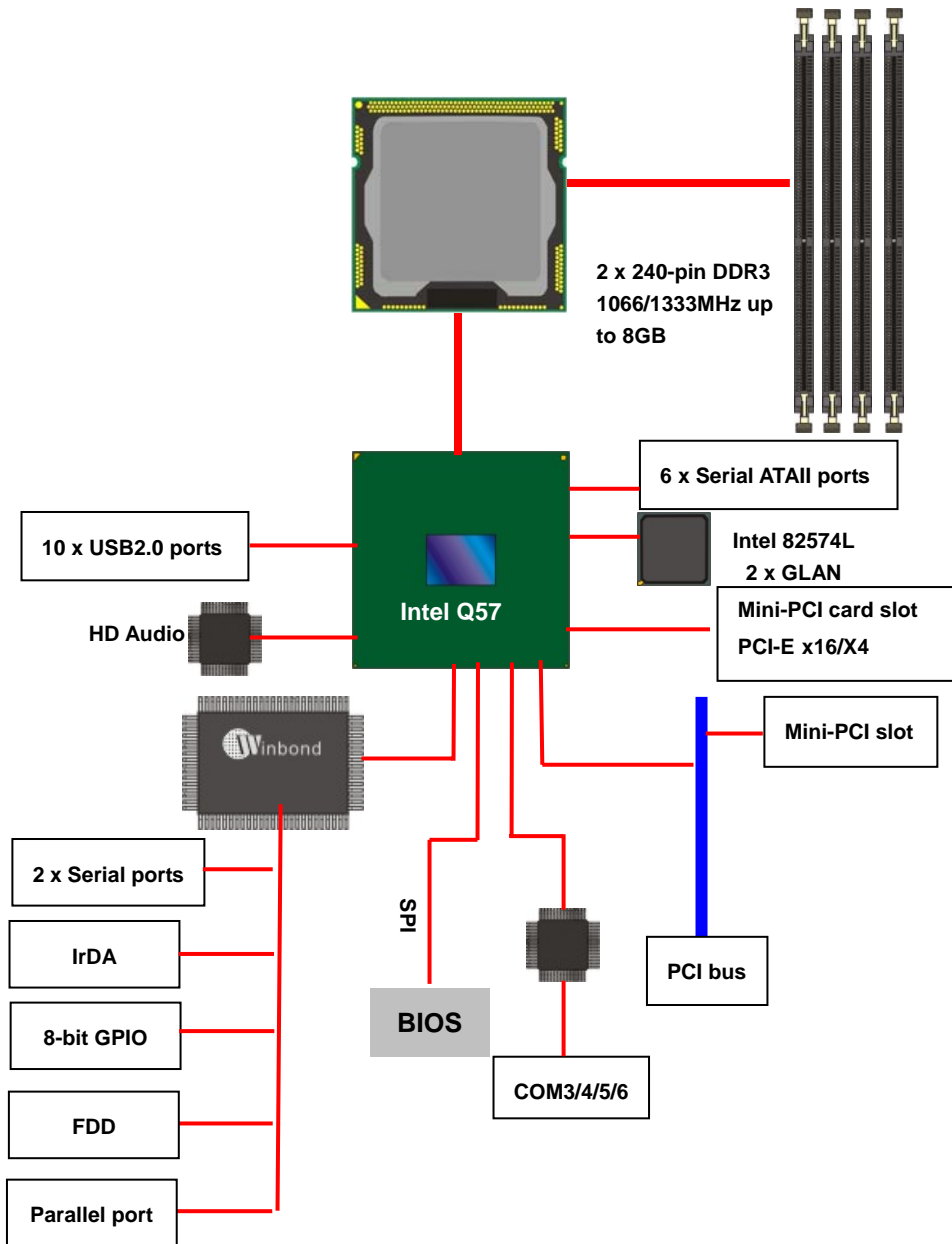 2 x 240-pin DDR3
1066/1333MHz up
to 8GB
6 x Serial ATAII ports
10 x USB2.0 ports
Intel Q57
Intel 82574L
2 x GLAN
HD Audio
Mini-PCI card slot
PCI-E x16/X4
Winbond
Mini-PCI slot
2 x Serial ports
SPI
IrDA
PCI bus
8-bit GPIO
BIOS
COM3/4/5/6
FDD
Parallel port